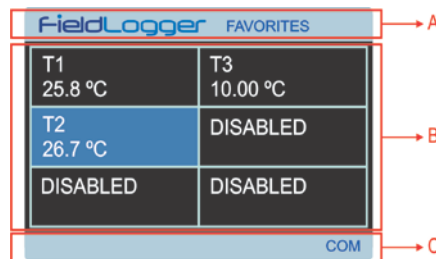 FieldLogger FAVORITES
A
T1
25.8 ºC
T3
10.00 ºC
B
T2
26.7 ºC
DISABLED
DISABLED
DISABLED
COM
C